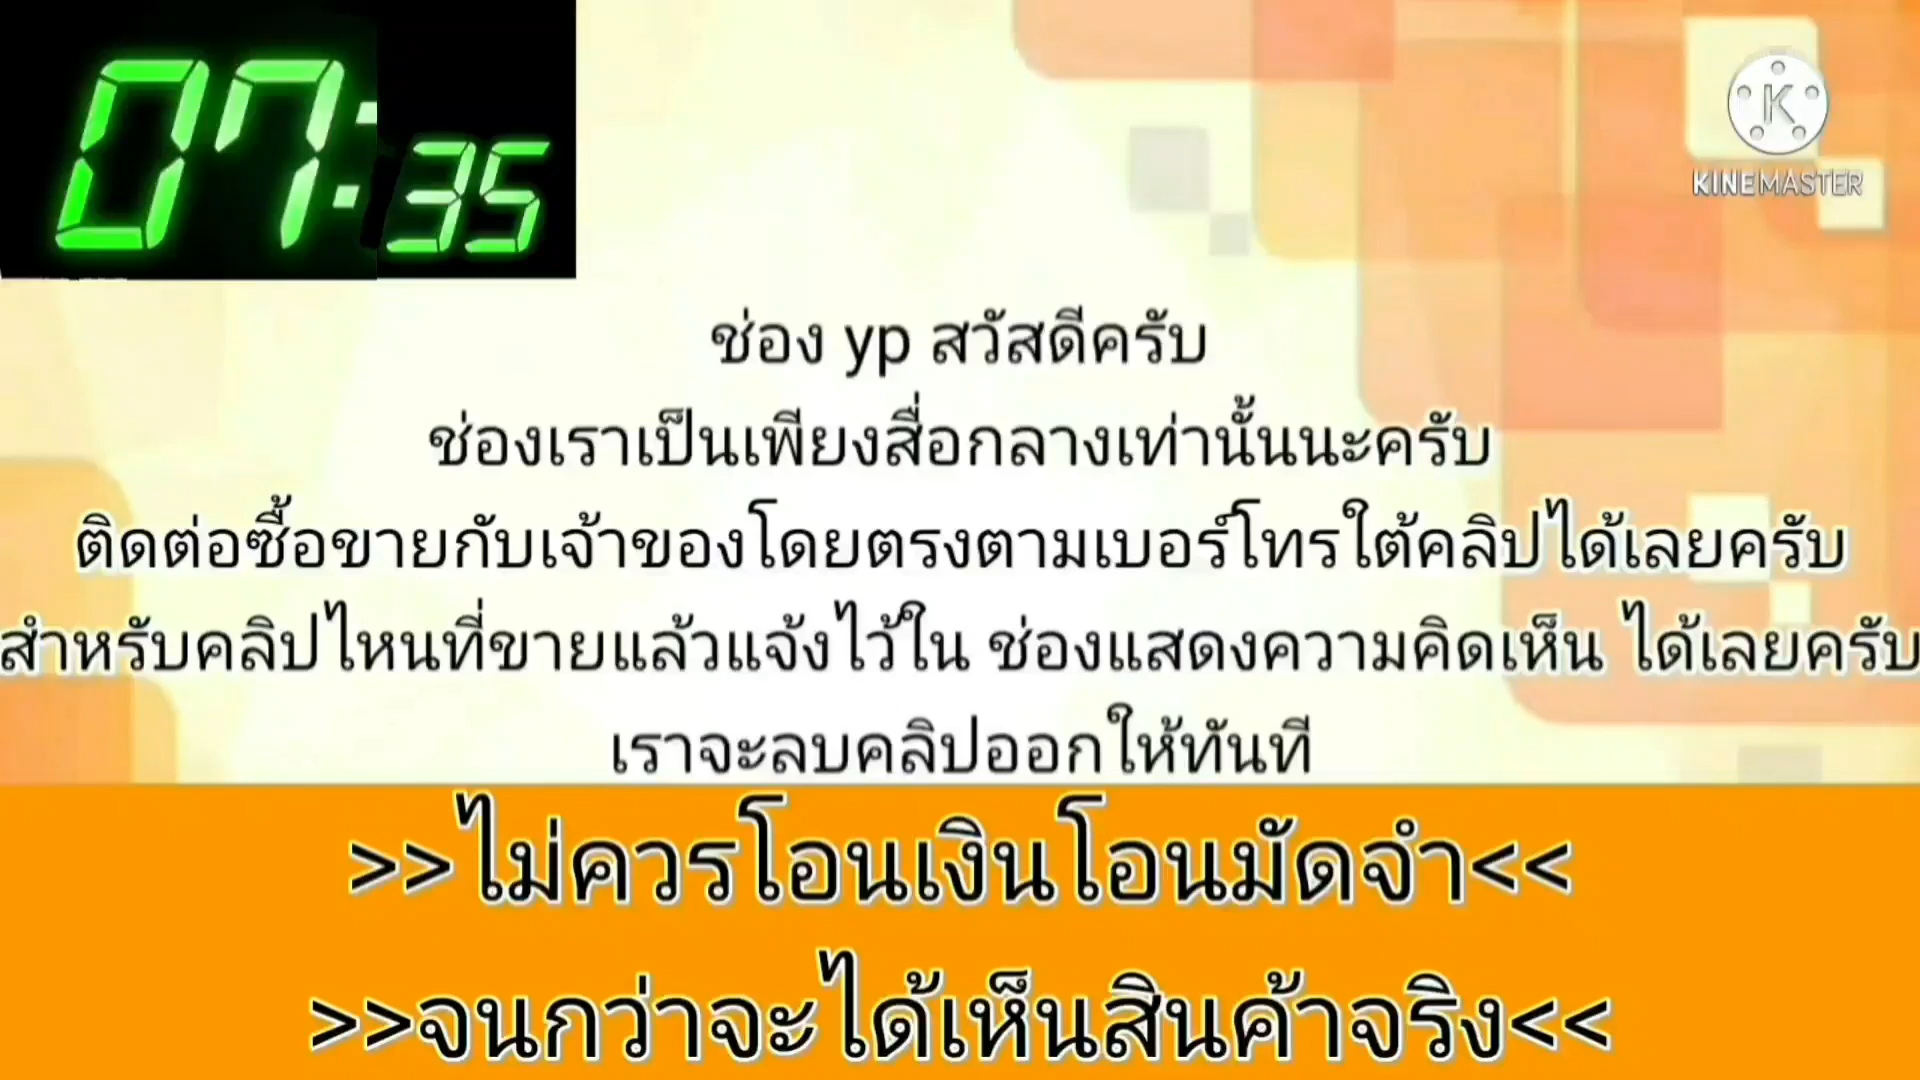 07:35
K
KINEMASTER
ช่อง yp สวัสดีครับ
ช่องเราเป็นเพียงสื่อกลางเท่านั้นนะครับ
ติดต่อซื้อขายกับเจ้าของโดยตรงตามเบอร์โทรใต้คลิปได้เลยครับ
สำหรับคลิปไหนที่ขายแล้วแจ้งไว้ใน ช่องแสดงความคิดเห็น ได้เลยครับ
เราจะลบคลิปออกให้ทันที
>>ไม่ควรโอนเงินโอนมัดจำ<<
>>จนกว่าจะได้เห็นสินค้าจริง<<